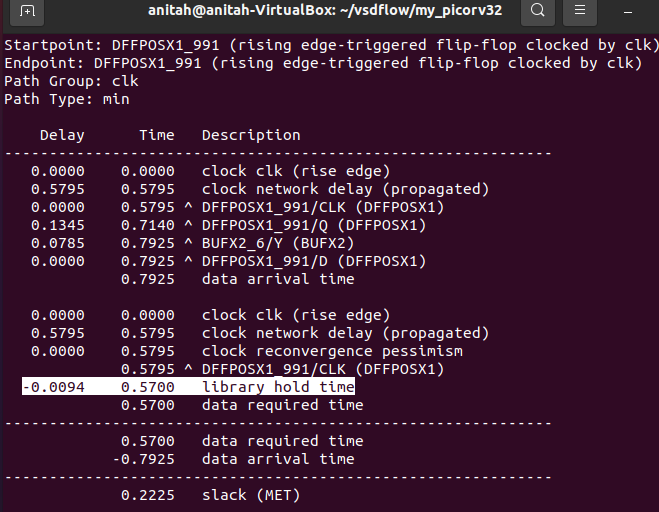 anitah@anitah-VirtualBox: ~/vsdflow/my_picorv32
Startpoint: DFFPOSX1_991 (rising edge-triggered flip-flop clocked by clk)
Endpoint: DFFPOSX1_991 (rising edge-triggered flip-flop clocked by clk)
Path Group: clk
Path Type: min
Delay Time Description
----------------------------------------------------------------
0.0000 0.0000 clock clk (rise edge)
0.5795 0.5795 clock network delay (propagated)
0.0000 0.5795 ^ DFFPOSX1_991/CLK (DFFPOSX1)
0.1345 0.7140 ^ DFFPOSX1_991/Q (DFFPOSX1)
0.0785 0.7925 ^ BUFX2_6/Y (BUFX2)
0.0000 0.7925 ^ DFFPOSX1_991/D (DFFPOSX1)
0.7925 data arrival time
0.0000 0.0000 clock clk (rise edge)
0.5795 0.5795 clock network delay (propagated)
0.0000 0.5795 clock reconvergence pessimism
0.5795 ^ DFFPOSX1_991/CLK (DFFPOSX1)
-0.0094 0.5700 library hold time
0.5700 data required time
----------------------------------------------------------------
0.5700 data required time
-0.7925 data arrival time
----------------------------------------------------------------
0.2225 slack (MET)